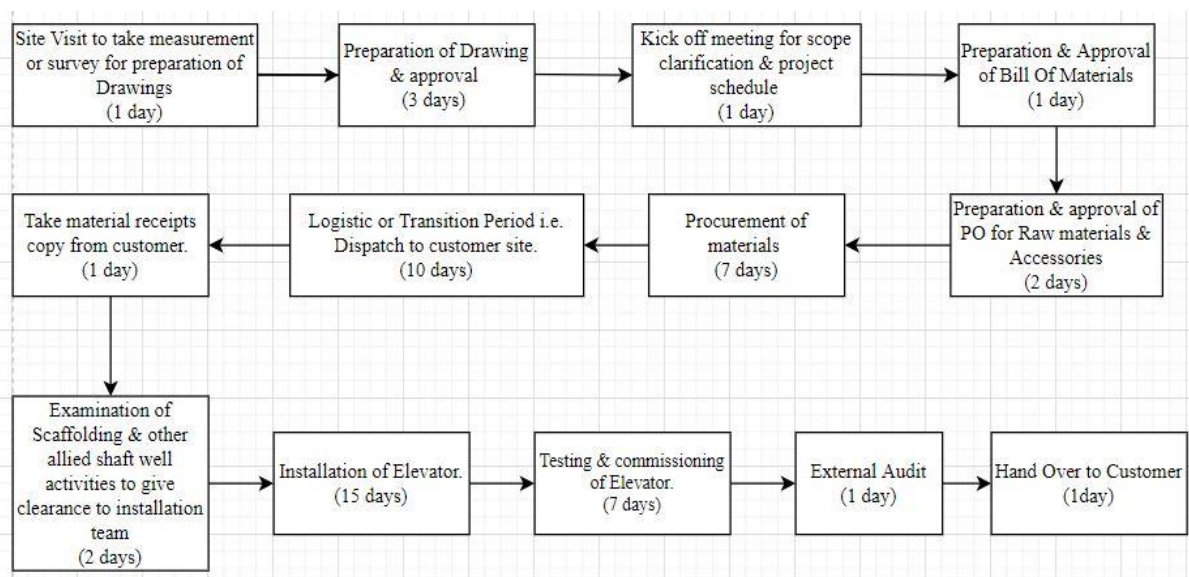 Site Visit to take measurement
or survey for preparation of
Drawings
(1 day)
Preparation of Drawing
& approval
(3 days)
Kick off meeting for scope
clarification & project
schedule
(1 day)
Preparation & Approval
of Bill Of Materials
(1 day)
Preparation & approval of
PO for Raw materials &
Accessories
(2 days)
Procurement of
materials
(7 days)
Logistic or Transition Period i.e.
Dispatch to customer site.
(10 days)
Take material receipts
copy from customer.
(1 day)
Examination of
Scaffolding & other
allied shaft well
activities to give
clearance to installation
team
(2 days)
Installation of Elevator.
(15 days)
Testing & commissioning
of Elevator.
(7 days)
External Audit
(1 day)
Hand Over to Customer
(1day)